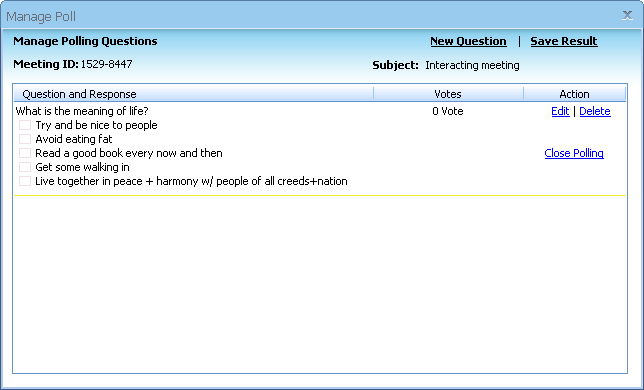 Manage Poll X
Manage Polling Questions New Question | Save Result
Meeting ID: 1529-8447 Subject: Interacting meeting
Question and Response Votes Action
What is the meaning of life? 0 Vote Edit | Delete
Try and be nice to people
Avoid eating fat
Read a good book every now and then Close Polling
Get some walking in
Live together in peace + harmony w/ people of all creeds+nation